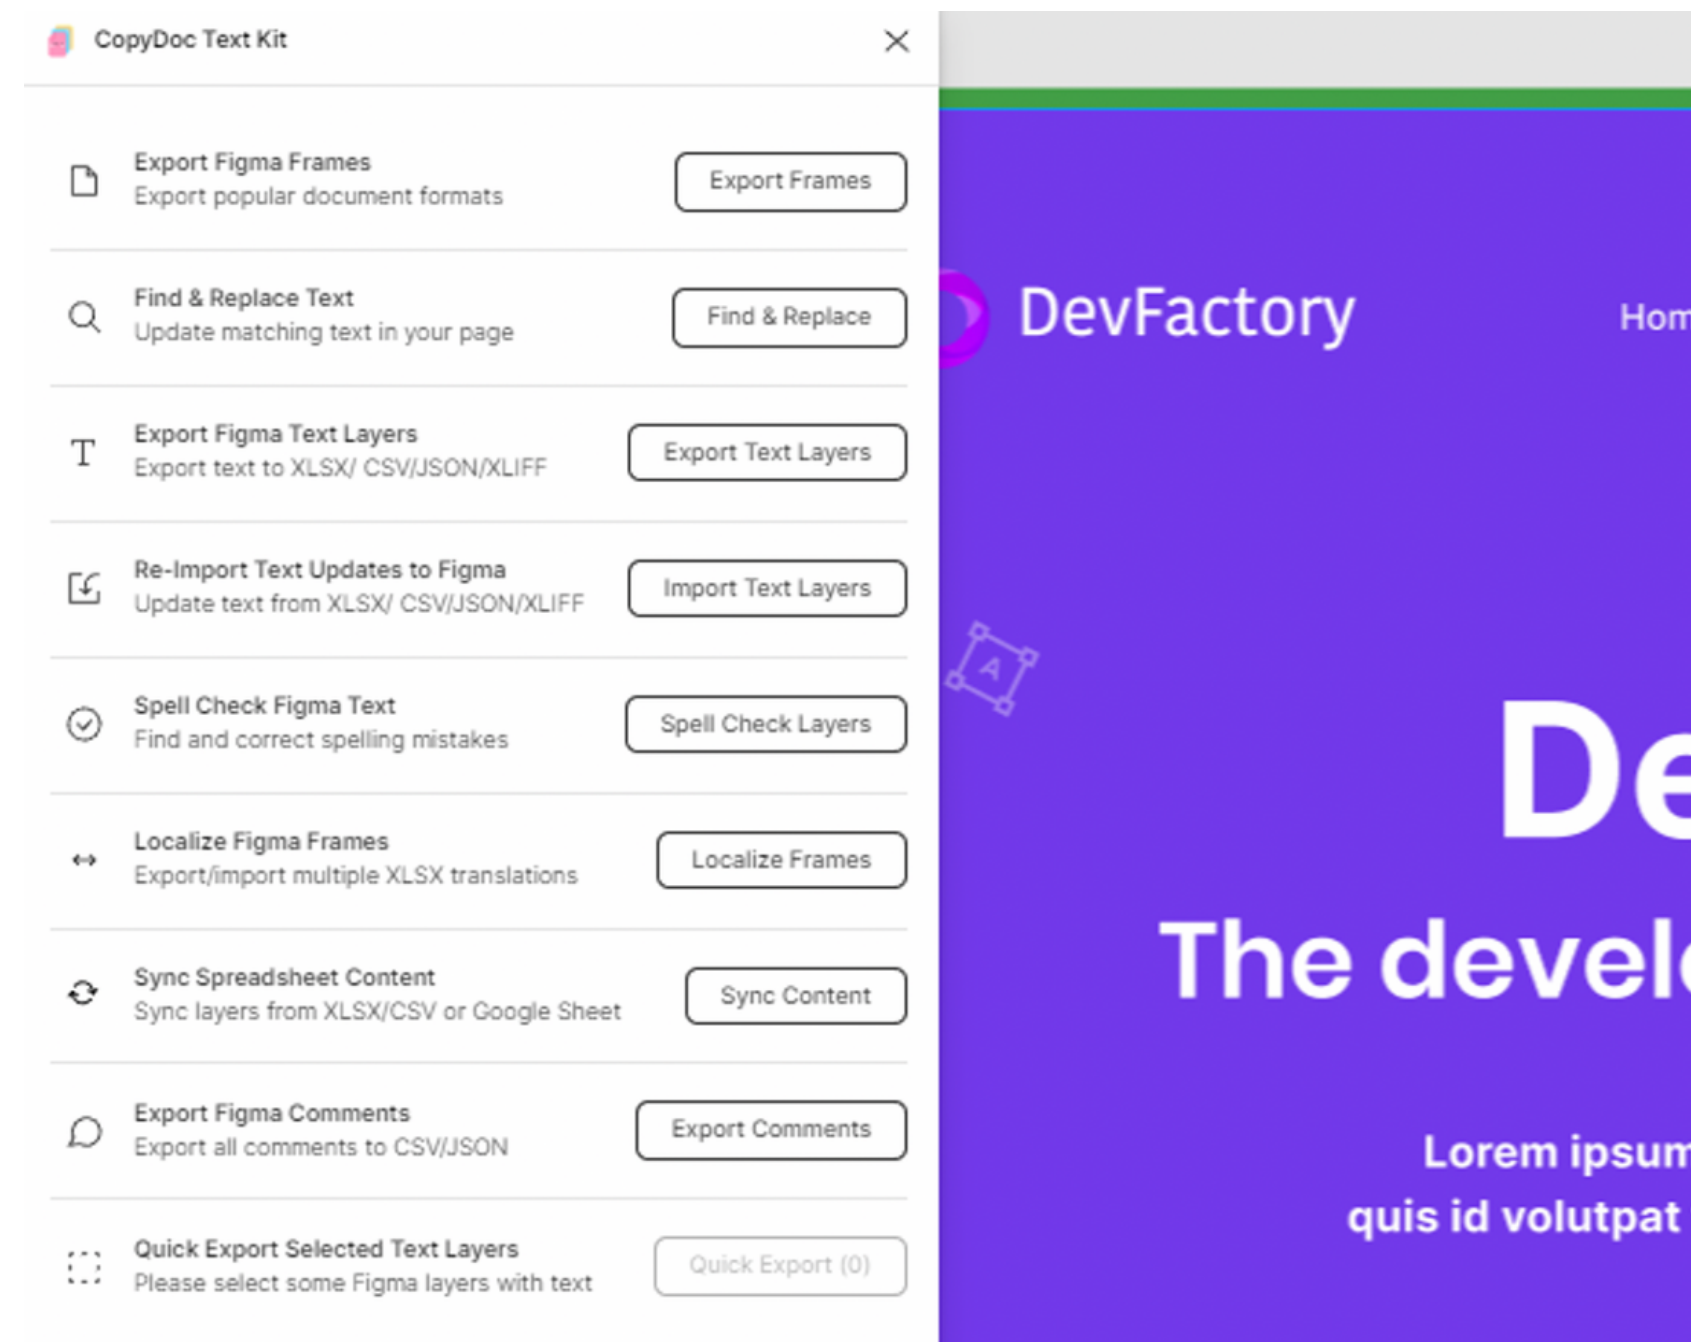 CopyDoc Text Kit
Export Figma Frames
Export popular document formats
Export Frames
Find & Replace Text
Update matching text in your page
Find & Replace
Export Figma Text Layers
Export text to XLSX/ CSV/JSON/XLIFF
Export Text Layers
Re-Import Text Updates to Figma
Update text from XLSX/ CSV/JSON/XLIFF
Import Text Layers
Spell Check Figma Text
Find and correct spelling mistakes
Spell Check Layers
Localize Figma Frames
Export/import multiple XLSX translations
Localize Frames
Sync Spreadsheet Content
Sync layers from XLSX/CSV or Google Sheet
Sync Content
Export Figma Comments
Export all comments to CSV/JSON
Export Comments
Quick Export Selected Text Layers
Please select some Figma layers with text
Quick Export (0)
DevFactory
Hom
A
De
The develo
Lorem ipsum
quis id volutpat